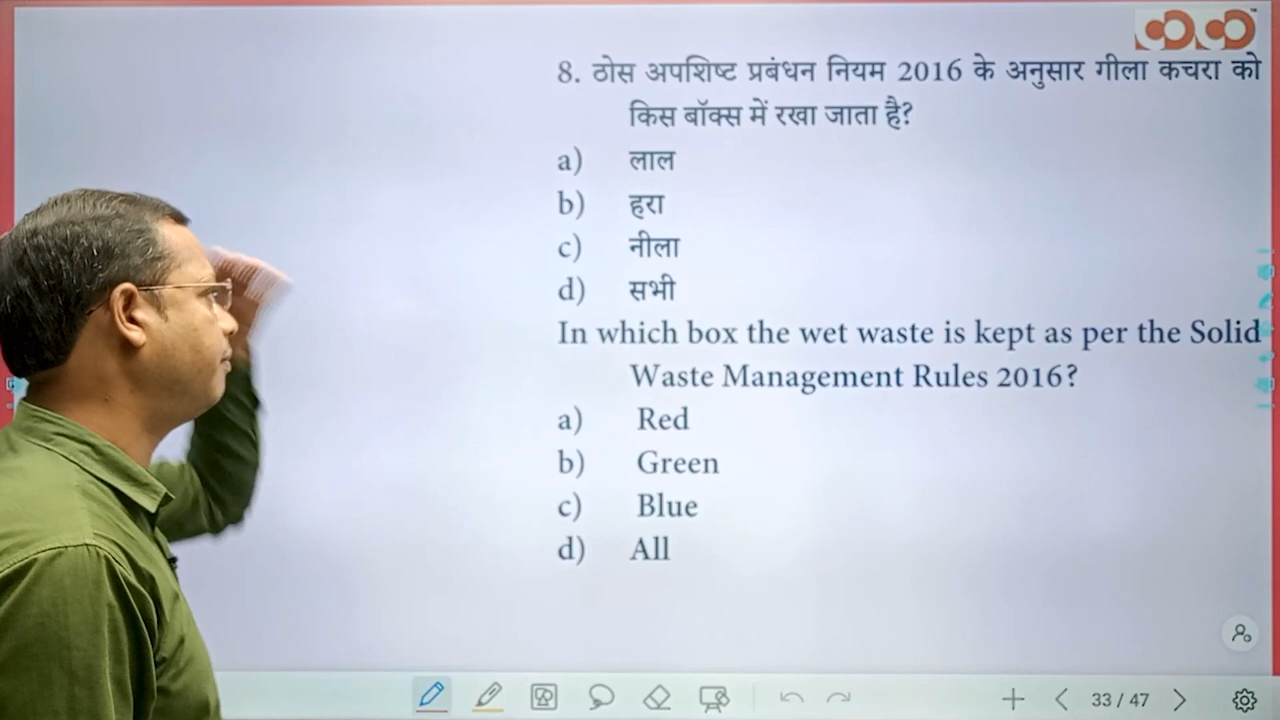 COCO
8. ठोस अपशिष्ट प्रबंधन नियम 2016 के अनुसार गीला कचरा को
किस बॉक्स में रखा जाता है?
a) लाल
b) हरा
c) नीला
d) सभी
In which box the wet waste is kept as per the Solid
Waste Management Rules 2016?
a) Red
b) Green
c) Blue
d) All
33 / 47